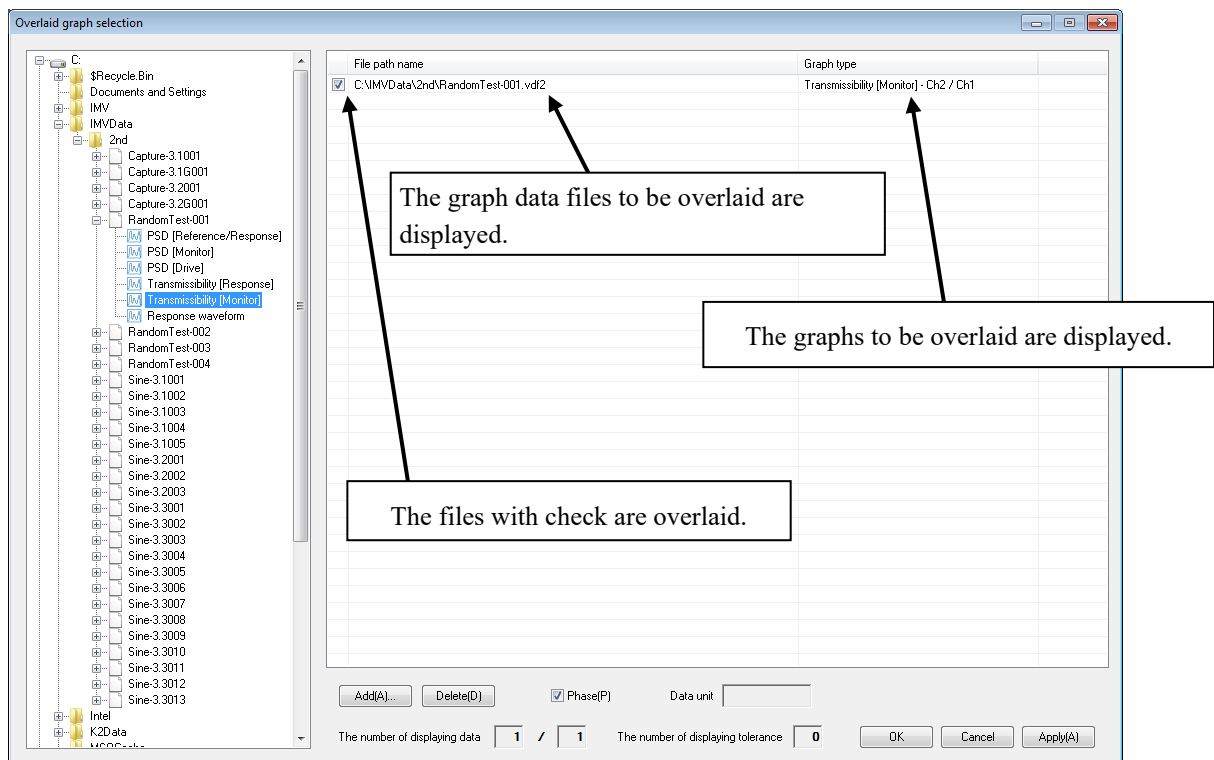 Overlaid graph selection
C:
$Recycle.Bin
Documents and Settings
IMV
IMVData
2nd
Capture-3.1001
Capture-3.1G001
Capture-3.2001
Capture-3.2G001
RandomTest-001
PSD [Reference/Response]
PSD [Monitor]
PSD [Drive]
Transmissibility [Response]
Transmissibility [Monitor]
Response waveform
RandomTest-002
RandomTest-003
RandomTest-004
Sine-3.1001
Sine-3.1002
Sine-3.1003
Sine-3.1004
Sine-3.1005
Sine-3.2001
Sine-3.2002
Sine-3.2003
Sine-3.3001
Sine-3.3002
Sine-3.3003
Sine-3.3004
Sine-3.3005
Sine-3.3006
Sine-3.3007
Sine-3.3008
Sine-3.3009
Sine-3.3010
Sine-3.3011
Sine-3.3012
Sine-3.3013
Intel
K2Data
File path name Graph type
C:\IMVData\2nd\RandomTest-001.vdf2 Transmissibility [Monitor] - Ch2 / Ch1
The graph data files to be overlaid are
displayed.
The graphs to be overlaid are displayed.
The files with check are overlaid.
Add(A)... Delete(D) Phase(P) Data unit
The number of displaying data 1 / 1 The number of displaying tolerance 0 OK Cancel Apply(A)